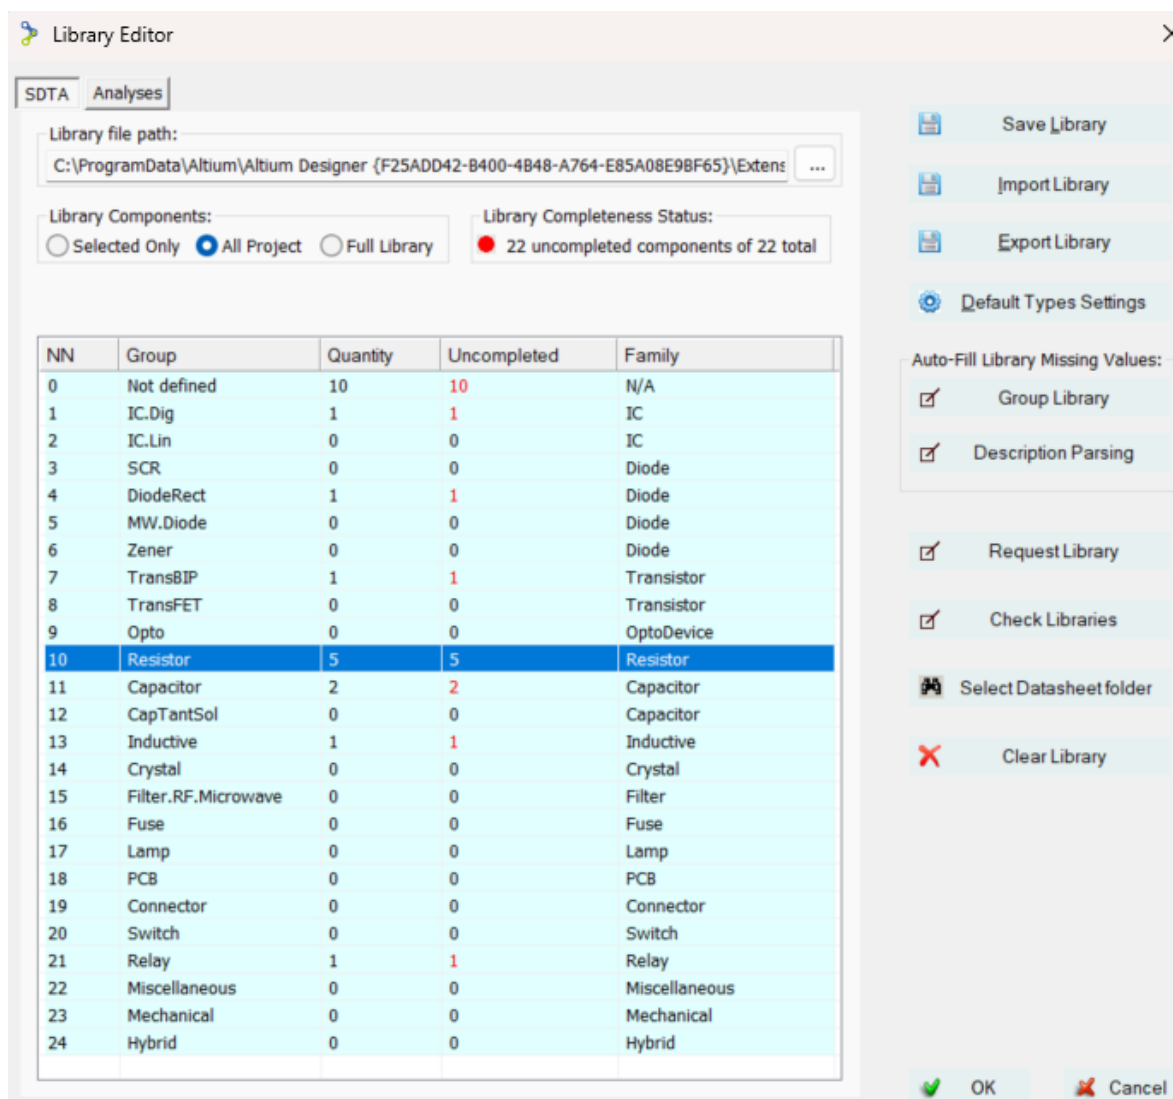 Library Editor
SDTA Analyses
Library file path:
C:\ProgramData\Altium\Altium Designer {F25ADD42-B400-4B48-A764-E85A08E9BF65}\Extens ...
Library Components:
Selected Only All Project Full Library
Library Completeness Status:
22 uncompleted components of 22 total
NN Group Quantity Uncompleted Family
0 Not defined 10 10 N/A
1 IC.Dig 1 1 IC
2 IC.Lin 0 0 IC
3 SCR 0 0 Diode
4 DiodeRect 1 1 Diode
5 MW.Diode 0 0 Diode
6 Zener 0 0 Diode
7 TransBIP 1 1 Transistor
8 TransFET 0 0 Transistor
9 Opto 0 0 OptoDevice
10 Resistor 5 5 Resistor
11 Capacitor 2 2 Capacitor
12 CapTantSol 0 0 Capacitor
13 Inductive 1 1 Inductive
14 Crystal 0 0 Crystal
15 Filter.RF.Microwave 0 0 Filter
16 Fuse 0 0 Fuse
17 Lamp 0 0 Lamp
18 PCB 0 0 PCB
19 Connector 0 0 Connector
20 Switch 0 0 Switch
21 Relay 1 1 Relay
22 Miscellaneous 0 0 Miscellaneous
23 Mechanical 0 0 Mechanical
24 Hybrid 0 0 Hybrid
Save Library
Import Library
Export Library
Default Types Settings
Auto-Fill Library Missing Values:
Group Library
Description Parsing
Request Library
Check Libraries
Select Datasheet folder
Clear Library
OK Cancel